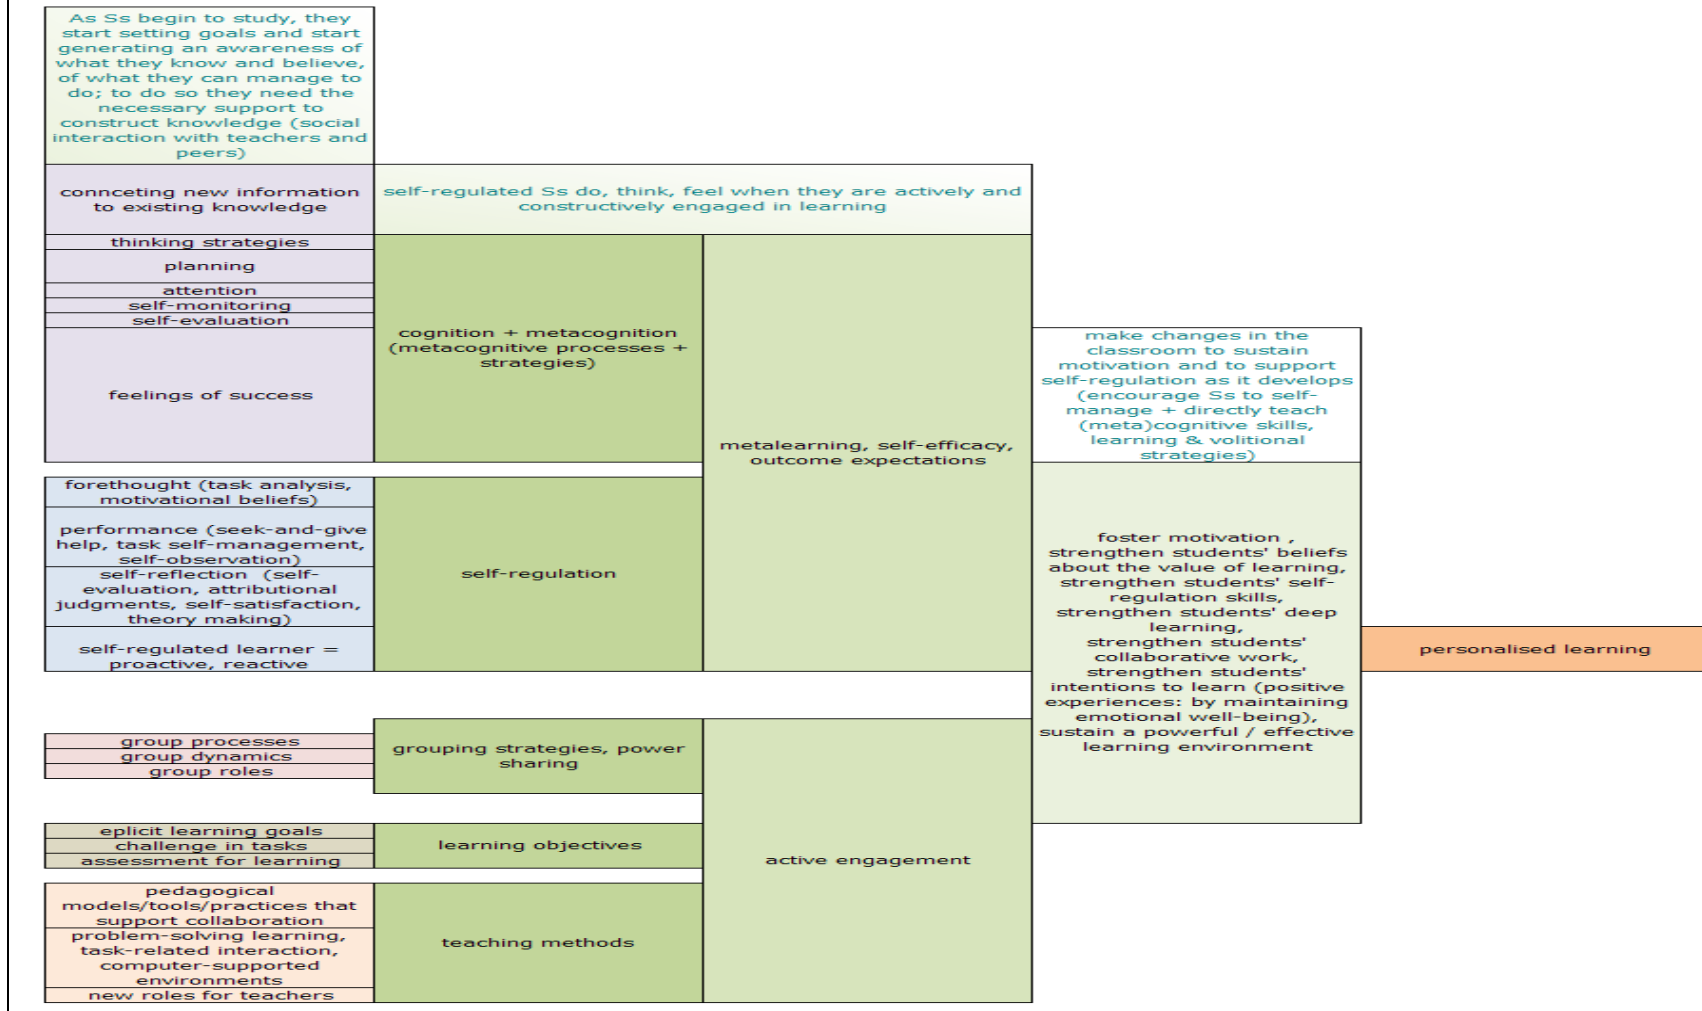 As Ss begin to study, they
start setting goals and start
generating an awareness of
what they know and believe,
of what they can manage to
do; to do so they need the
necessary support to
construct knowledge (social
interaction with teachers and
peers)
connceting new information
to existing knowledge
self-regulated Ss do, think, feel when they are actively and
constructively engaged in learning
thinking strategies
planning
attention
self-monitoring
self-evaluation
feelings of success
cognition + metacognition
(metacognitive processes +
strategies)
metalearning, self-efficacy,
outcome expectations
make changes in the
classroom to sustain
motivation and to support
self-regulation as it develops
(encourage Ss to self-
manage + directly teach
(meta)cognitive skills,
learning & volitional
strategies)
forethought (task analysis,
motivational beliefs)
performance (seek-and-give
help, task self-management,
self-observation)
self-reflection (self-
evaluation, attributional
judgments, self-satisfaction,
theory making)
self-regulated learner =
proactive, reactive
self-regulation
foster motivation ,
strengthen students' beliefs
about the value of learning,
strengthen students' self-
regulation skills,
strengthen students' deep
learning,
strengthen students'
collaborative work,
strengthen students'
intentions to learn (positive
experiences: by maintaining
emotional well-being),
sustain a powerful / effective
learning environment
personalised learning
group processes
group dynamics
group roles
grouping strategies, power
sharing
eplicit learning goals
challenge in tasks
assessment for learning
learning objectives
active engagement
pedagogical
models/tools/practices that
support collaboration
problem-solving learning,
task-related interaction,
computer-supported
environments
new roles for teachers
teaching methods